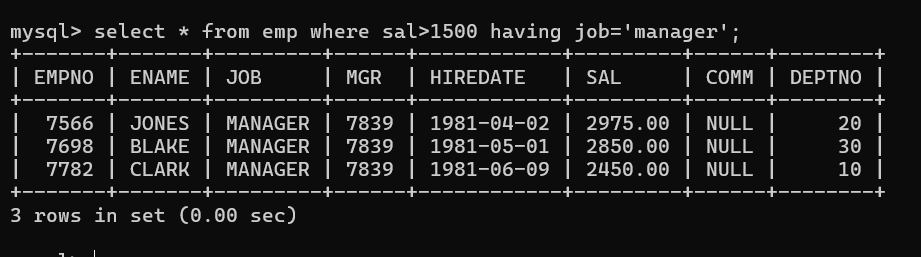 mysql> select * from emp where sal>1500 having job='manager';
+-------+-------+---------+------+------------+---------+------+--------+
| EMPNO | ENAME | JOB     | MGR  | HIREDATE   | SAL     | COMM | DEPTNO |
+-------+-------+---------+------+------------+---------+------+--------+
|  7566 | JONES | MANAGER | 7839 | 1981-04-02 | 2975.00 | NULL |     20 |
|  7698 | BLAKE | MANAGER | 7839 | 1981-05-01 | 2850.00 | NULL |     30 |
|  7782 | CLARK | MANAGER | 7839 | 1981-06-09 | 2450.00 | NULL |     10 |
+-------+-------+---------+------+------------+---------+------+--------+
3 rows in set (0.00 sec)